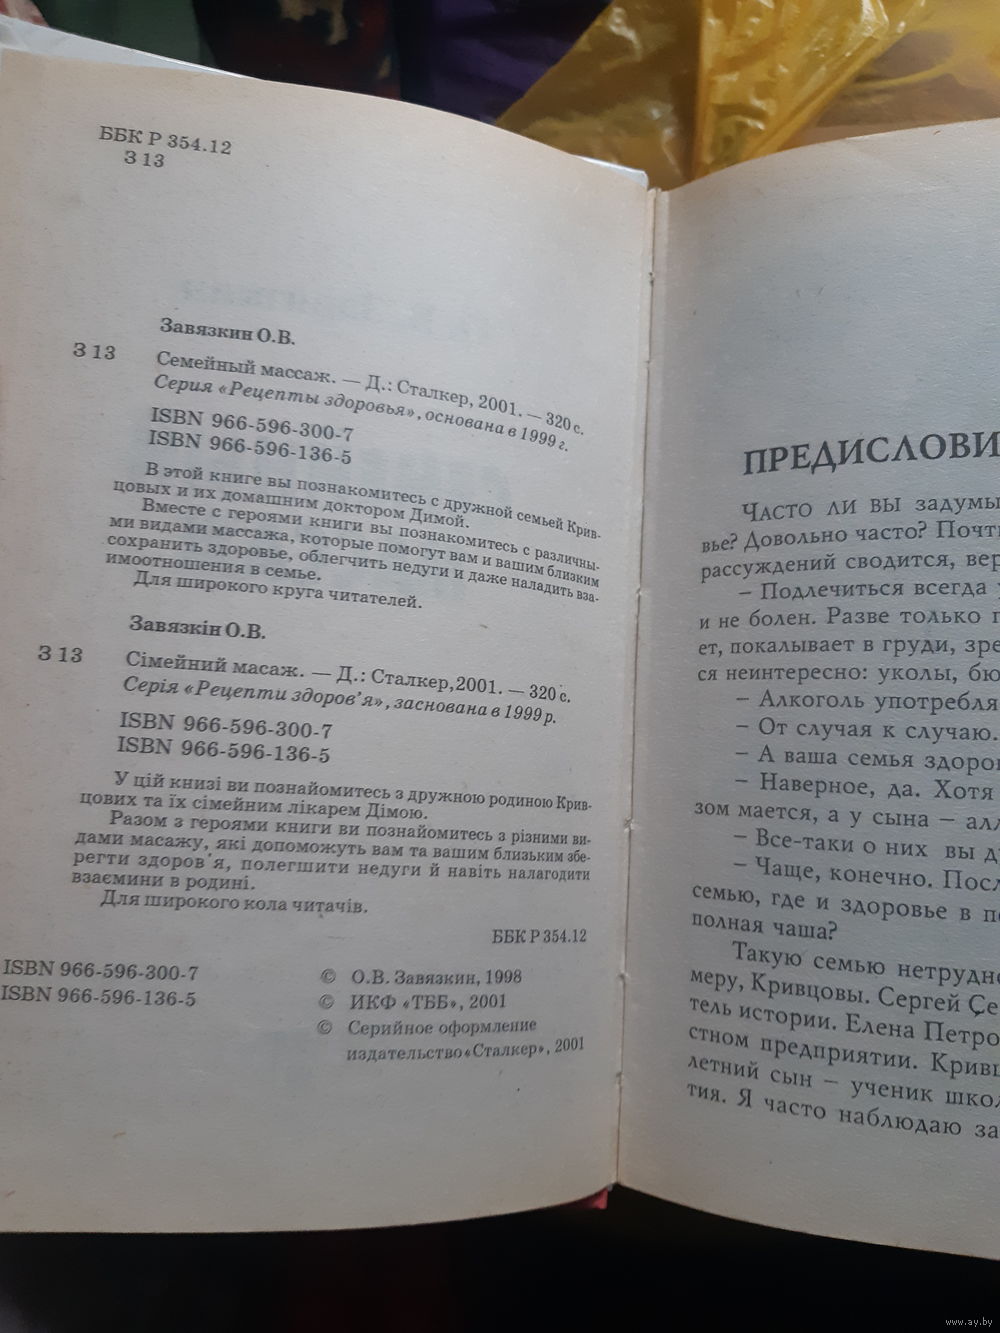 ББК Р 354.12
З 13
Завязкин О.В.
З 13
Семейный массаж. — Д.: Сталкер, 2001. — 320 с.
Серия «Рецепты здоровья», основана в 1999 г.
ISBN 966-596-300-7
ISBN 966-596-136-5
В этой книге вы познакомитесь с дружной семьей Крив-
цовых и их домашним доктором Димой.
Вместе с героями книги вы познакомитесь с различны-
ми видами массажа, которые помогут вам и вашим близким
сохранить здоровье, облегчить недуги и даже наладить вза-
имоотношения в семье.
Для широкого круга читателей.
Завязкін О.В.
З 13
Сімейний масаж. — Д.: Сталкер,2001. — 320 с.
Серія «Рецепти здоров’я», заснована в 1999 р.
ISBN 966-596-300-7
ISBN 966-596-136-5
У цій книзі ви познайомитесь з дружною родиною Крив-
цових та їх сімейним лікарем Дімою.
Разом з героями книги ви познайомитесь з різними ви-
дами масажу, які допоможуть вам та вашим близьким збе-
регти здоров’я, полегшити недуги й навіть налагодити
взаємини в родині.
Для широкого кола читачів.
ББК Р 354.12
ISBN 966-596-300-7
ISBN 966-596-136-5
© О.В. Завязкин, 1998
© ИКФ «ТББ», 2001
© Серийное оформление
издательство«Сталкер», 2001
ПРЕДИСЛОВИ
ЧАСТО ЛИ ВЫ ЗАДУМЫ
вье? Довольно часто? Почти
рассуждений сводится, вер
– Подлечиться всегда
и не болен. Разве только
ет, покалывает в груди, зре
ся неинтересно: уколы, бю
– Алкоголь употребля
– От случая к случаю.
– А ваша семья здоро
– Наверное, да. Хотя
зом мается, а у сына – алл
– Все-таки о них вы д
– Чаще, конечно. Посл
семью, где и здоровье в по
полная чаша?
Такую семью нетрудн
меру, Кривцовы. Сергей Се
тель истории. Елена Петро
стном предприятии. Кривц
летний сын – ученик школ
тия. Я часто наблюдаю за
www.ay.by